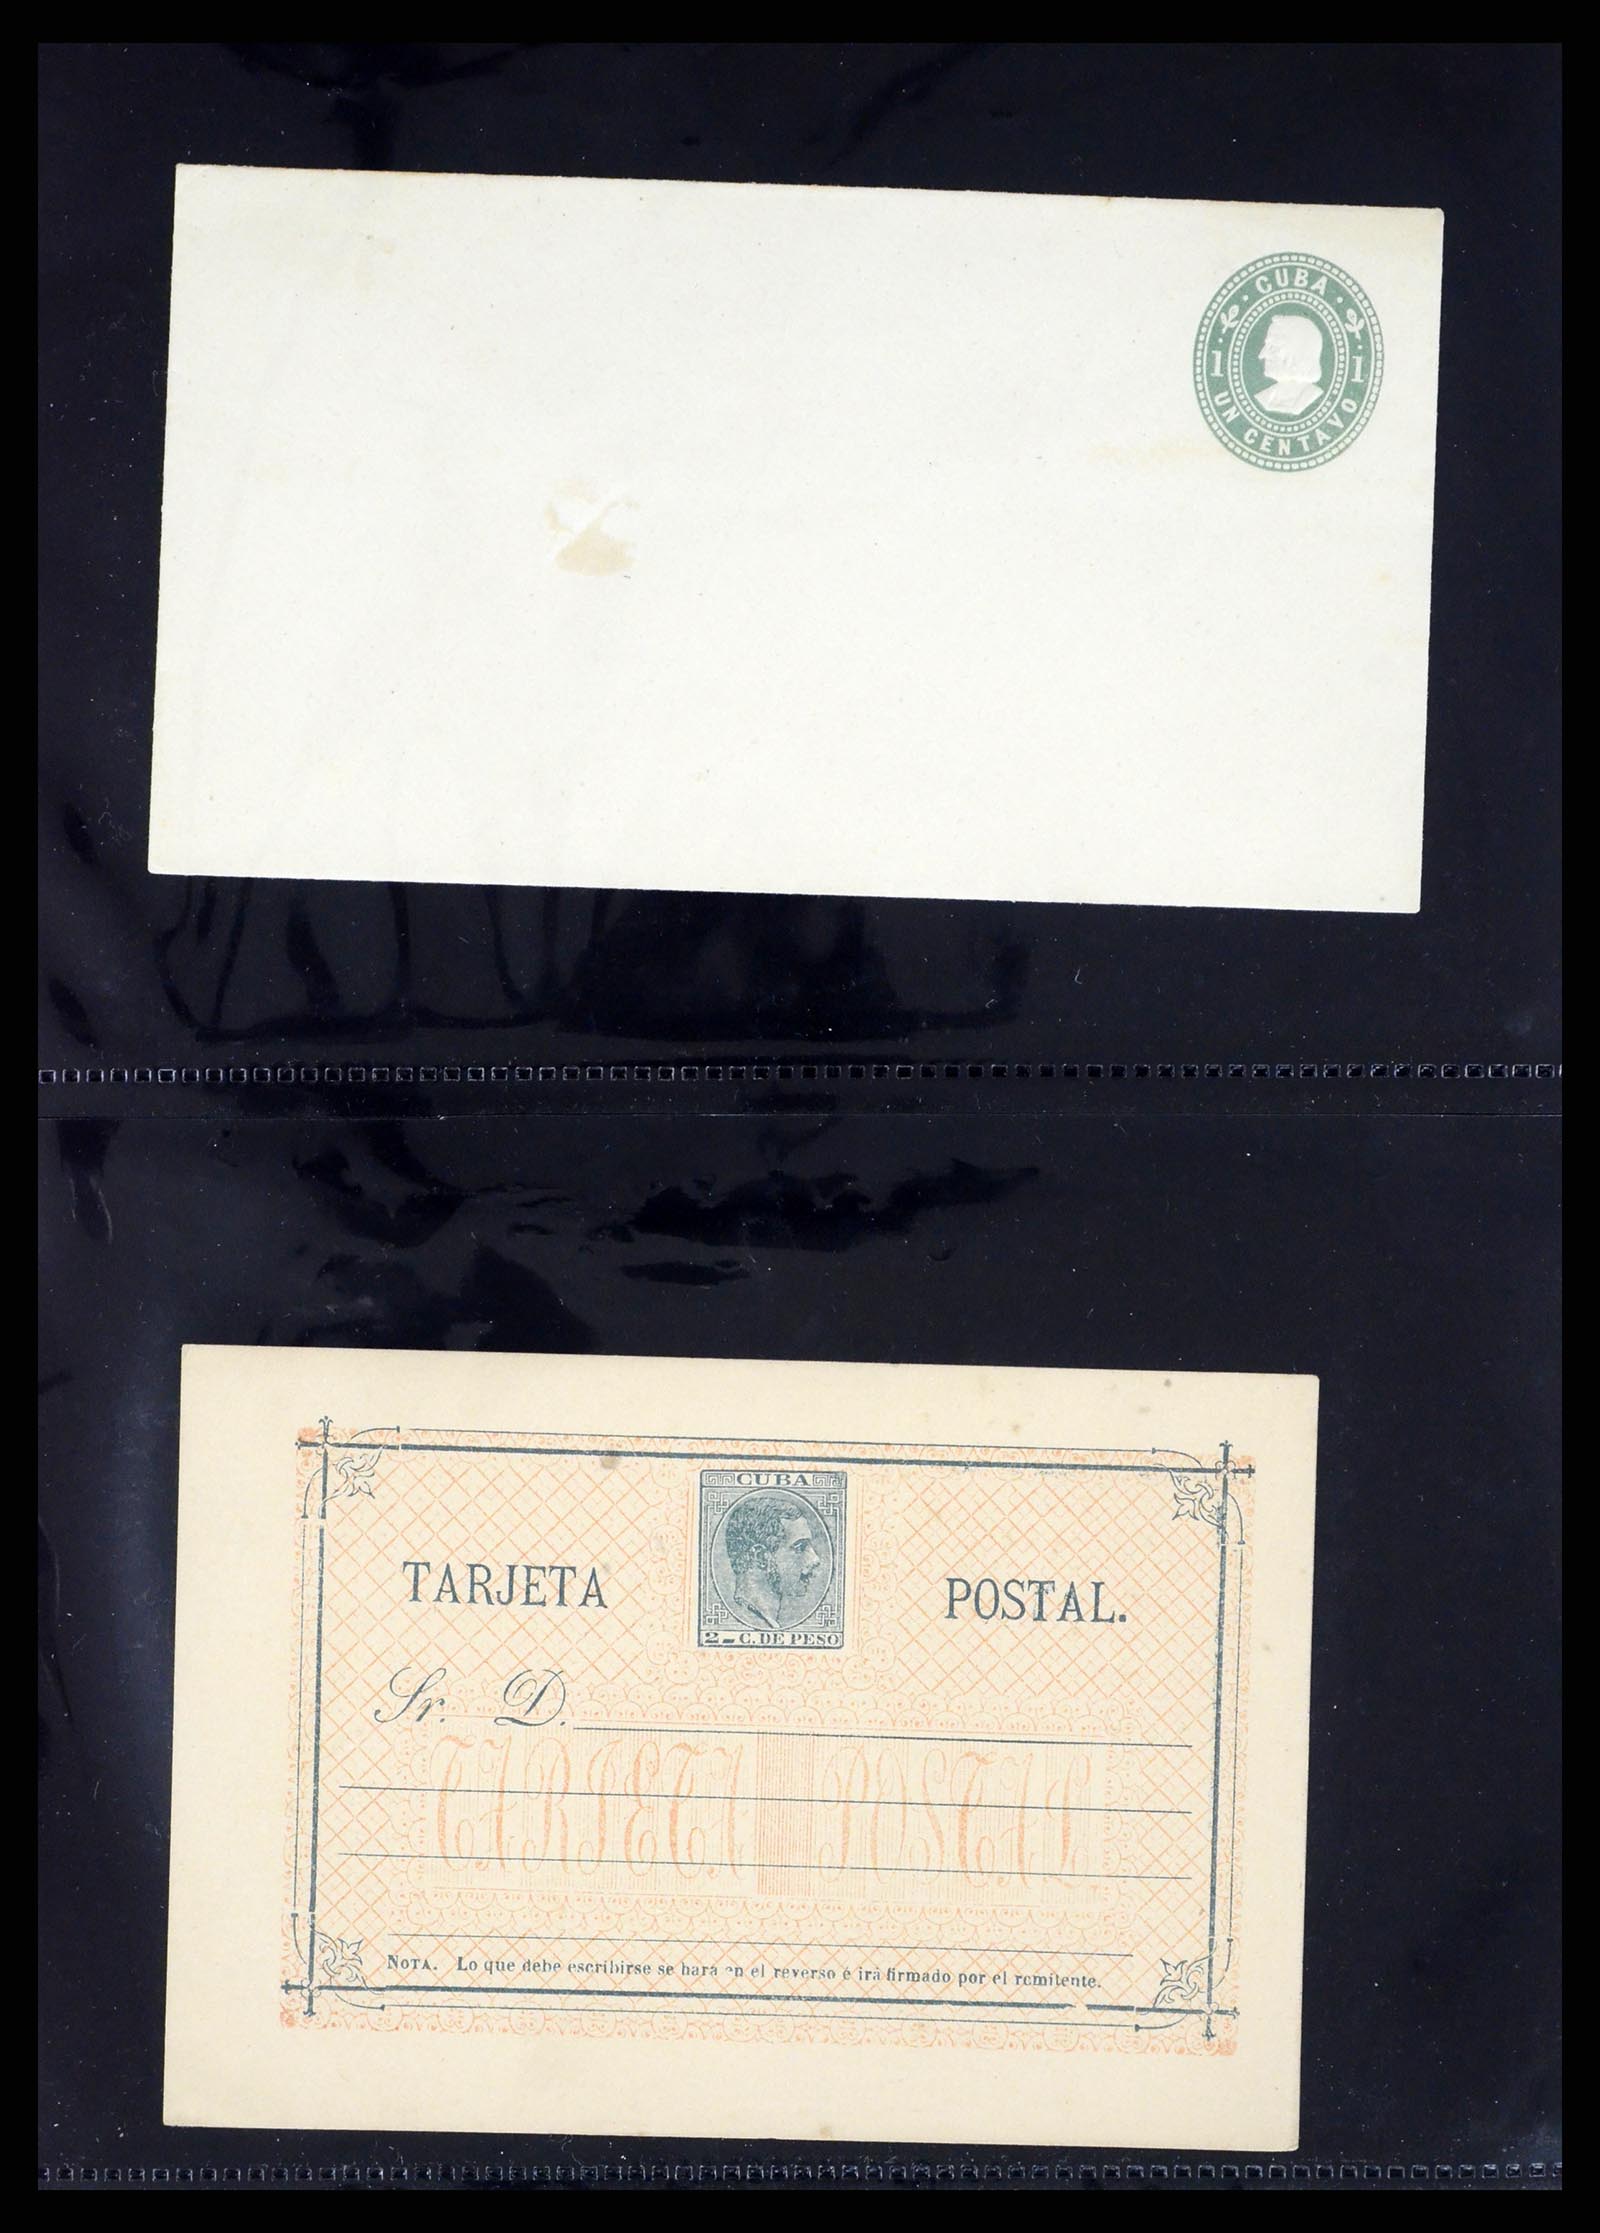 CUBA
1 1
UN CENTAVO
CUBA
2 C. DE PESO
TARJETA POSTAL.
Sr. D.
TARJETA POSTAL
NOTA. Lo que debe escribirse se hará en el reverso é irá firmado por el remitente.